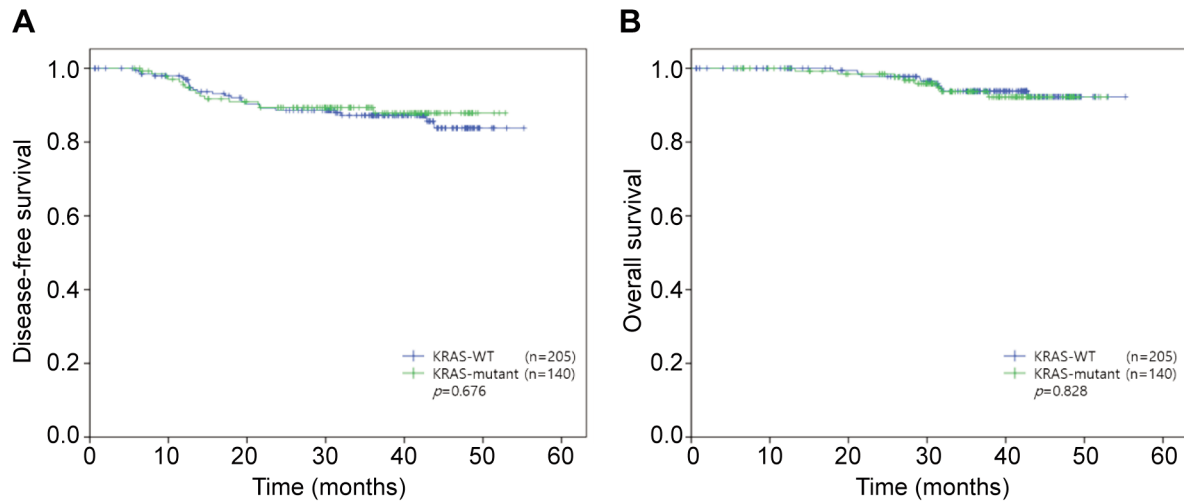 A
Disease-free survival
1.0
0.8
0.6
0.4
0.2
0.0
0 10 20 30 40 50 60
Time (months)
KRAS-WT (n=205)
KRAS-mutant (n=140)
p=0.676
B
Overall survival
1.0
0.8
0.6
0.4
0.2
0.0
0 10 20 30 40 50 60
Time (months)
KRAS-WT (n=205)
KRAS-mutant (n=140)
p=0.828